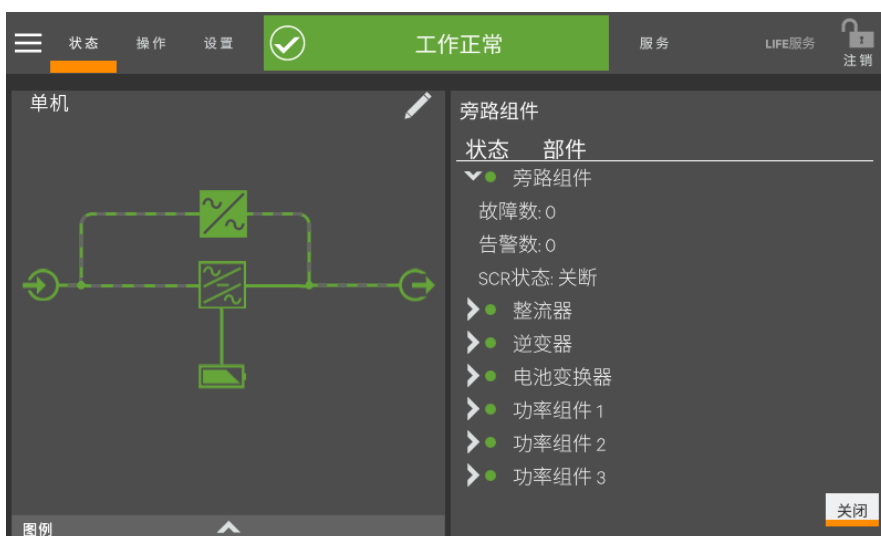 状态 操作 设置 工作正常 服务 LIFE服务 注销
单机
旁路组件
状态 部件
旁路组件
故障数: 0
告警数: 0
SCR状态: 关断
整流器
逆变器
电池变换器
功率组件 1
功率组件 2
功率组件 3
关闭
图例